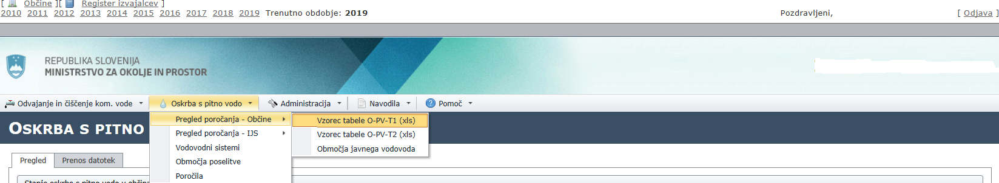 [ Občine ][ Register izvajalcev ]
2010 2011 2012 2013 2014 2015 2016 2017 2018 2019 Trenutno obdobje: 2019 Pozdravljeni, [ Odjava ]
REPUBLIKA SLOVENIJA
MINISTRSTVO ZA OKOLJE IN PROSTOR
Odvajanje in čiščenje kom. vode Oskrba s pitno vodo Administracija Navodila Pomoč
OSKRBA S PITNO
Pregled poročanja - Občine
Pregled poročanja - IJS
Vodovodni sistemi
Območja poselitve
Poročila
Vzorec tabele O-PV-T1 (xls)
Vzorec tabele O-PV-T2 (xls)
Območja javnega vodovoda
Pregled Prenos datotek
Stanje oskrbe s pitno vodo v občina